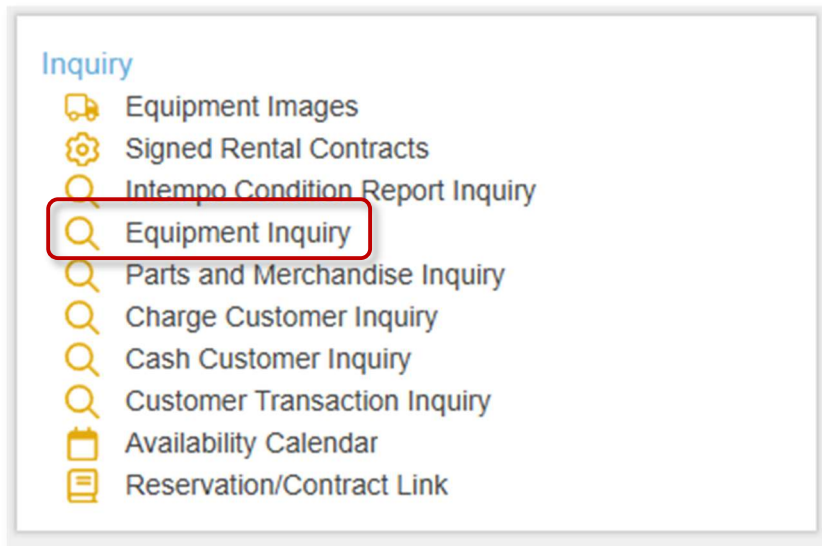 Inquiry
Equipment Images
Signed Rental Contracts
Intempo Condition Report Inquiry
Equipment Inquiry
Parts and Merchandise Inquiry
Charge Customer Inquiry
Cash Customer Inquiry
Customer Transaction Inquiry
Availability Calendar
Reservation/Contract Link